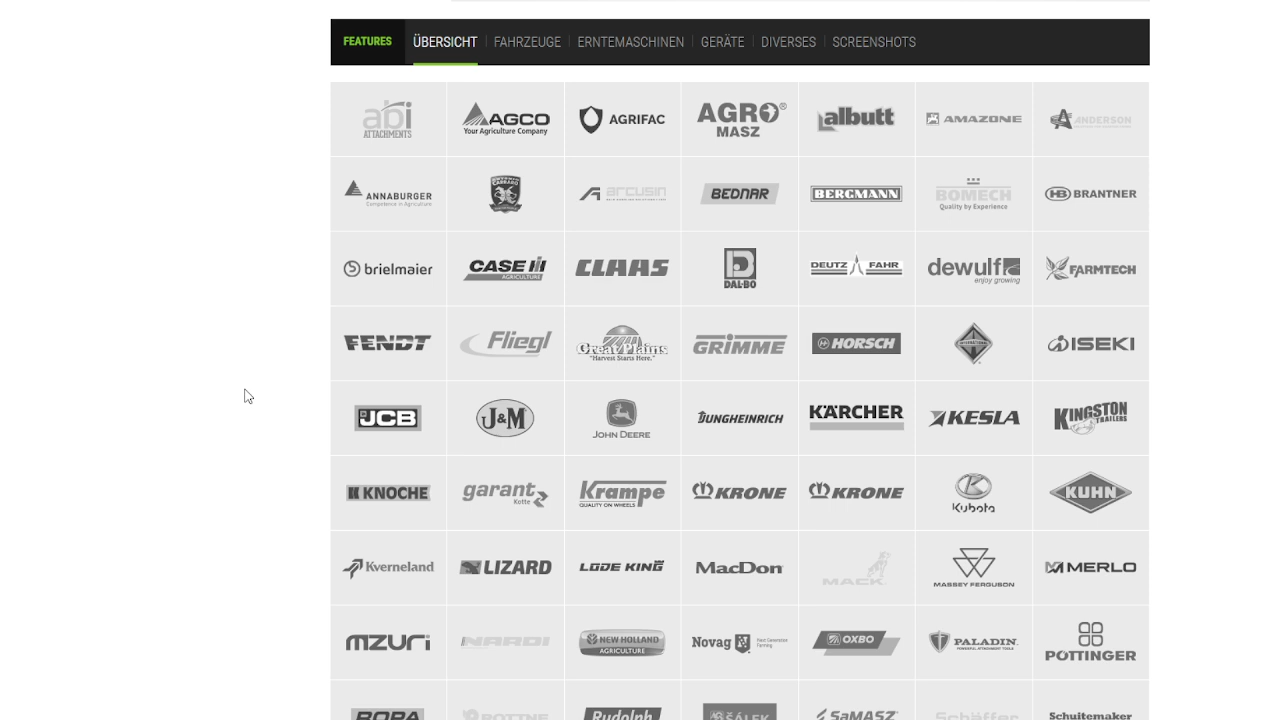 FEATURES ÜBERSICHT FAHRZEUGE ERNTEMASCHINEN GERÄTE DIVERSES SCREENSHOTS
abi ATTACHMENTS
AGCO
Your Agriculture Company
AGRIFAC
AGRO MASZ
albutt
AMAZONE
ANDERSON
ANNABURGER
Competence in Agriculture
arcusin
BEDNAR
BERGMANN
BOMECH
Quality by Experience
HB BRANTNER
brielmaier
CASE IH
AGRICULTURE
CLAAS
DAL-BO
DEUTZ FAHR
dewulf
enjoy growing
FARMTECH
FENDT
Fliegl
Great Plains
"Harvest Starts Here."
GRIMME
HORSCH
INTERNATIONAL
ISEKI
JCB
J&M
JOHN DEERE
JUNGHEINRICH
KÄRCHER
KESLA
KINGSTON
TRAILERS
KNOCHE
garant
Kotte
Krampe
QUALITY ON WHEELS
KRONE
KRONE
Kubota
KUHN
Kverneland
LIZARD
LODE KING
MacDon
MACK
MASSEY FERGUSON
MERLO
MZURI
NARDI
NEW HOLLAND
AGRICULTURE
Novag
OXBO
PALADIN
PÖTTINGER
ROPA
ROTTNE
Rudolph
SÁLEK
SaMASZ
Schäffer
Schuitemaker